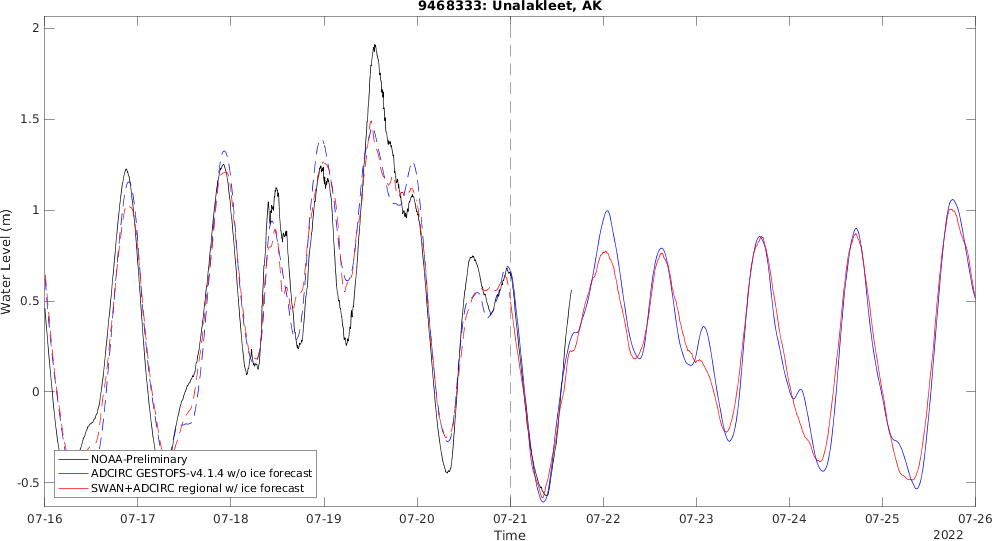 9468333: Unalakleet, AK
Water Level (m)
2
1.5
1
0.5
0
-0.5
NOAA-Preliminary
ADCIRC GESTOFS-v4.1.4 w/o ice forecast
SWAN+ADCIRC regional w/ ice forecast
07-16 07-17 07-18 07-19 07-20 07-21 07-22 07-23 07-24 07-25 07-26
Time
2022